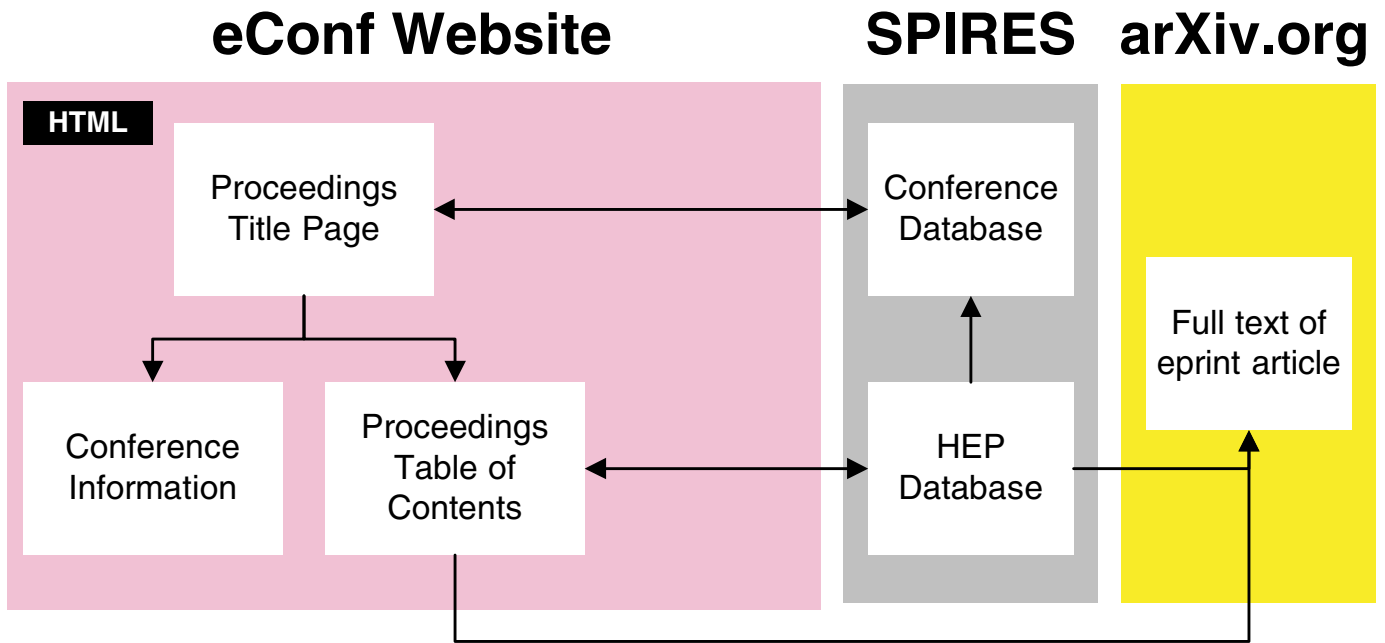 eConf Website
SPIRES
arXiv.org
HTML
Proceedings
Title Page
Conference
Database
Full text of
eprint article
Conference
Information
Proceedings
Table of
Contents
HEP
Database